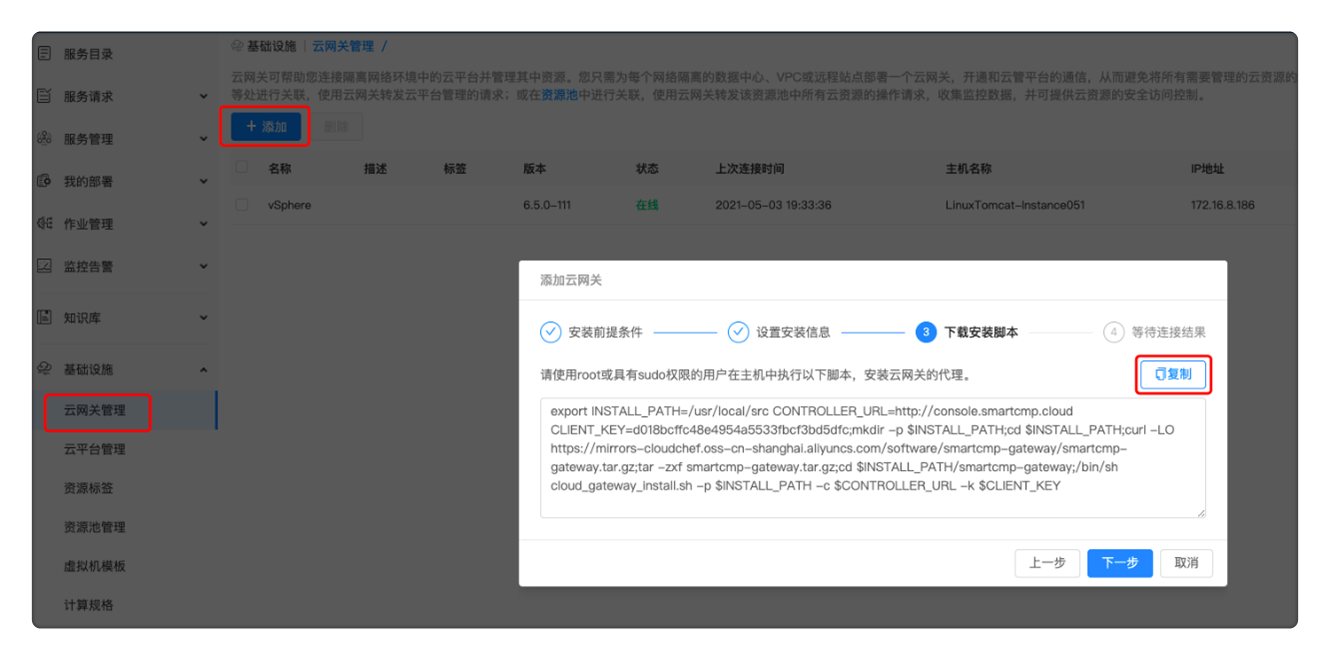 服务目录
服务请求
服务管理
我的部署
作业管理
监控告警
知识库
基础设施
云网关管理
云平台管理
资源标签
资源池管理
虚拟机模板
计算规格
基础设施 | 云网关管理 /
云网关可帮助您连接隔离网络环境中的云平台并管理其中资源。您只需为每个网络隔离的数据中心、VPC或远程站点部署一个云网关，开通和云管平台的通信，从而避免将所有需要管理的云资源的
等处进行关联，使用云网关转发云平台管理的请求；或在资源池中进行关联，使用云网关转发该资源池中所有云资源的操作请求，收集监控数据，并可提供云资源的安全访问控制。
+ 添加 删除
名称 描述 标签 版本 状态 上次连接时间 主机名称 IP地址
vSphere 6.5.0-111 在线 2021-05-03 19:33:36 LinuxTomcat-Instance051 172.16.8.186
添加云网关
安装前提条件 设置安装信息 3 下载安装脚本 4 等待连接结果
请使用root或具有sudo权限的用户在主机中执行以下脚本，安装云网关的代理。 复制
export INSTALL_PATH=/usr/local/src CONTROLLER_URL=http://console.smartcmp.cloud
CLIENT_KEY=d018bcffc48e4954a5533fbcf3bd5dfc;mkdir -p $INSTALL_PATH;cd $INSTALL_PATH;curl -LO
https://mirrors-cloudchef.oss-cn-shanghai.aliyuncs.com/software/smartcmp-gateway/smartcmp-
gateway.tar.gz;tar -zxf smartcmp-gateway.tar.gz;cd $INSTALL_PATH/smartcmp-gateway;/bin/sh
cloud_gateway_install.sh -p $INSTALL_PATH -c $CONTROLLER_URL -k $CLIENT_KEY
上一步 下一步 取消